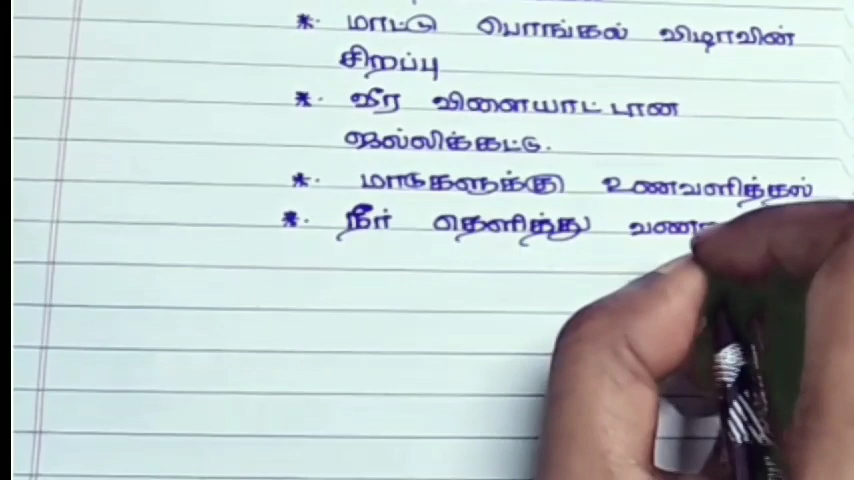 *. மாட்டு பொங்கல் விழாவின்
சிறப்பு
*. வீர விளையாட்டான
ஜல்லிக்கட்டு.
*. மாடுகளுக்கு உணவளித்தல்
*. நீர் தெளித்து